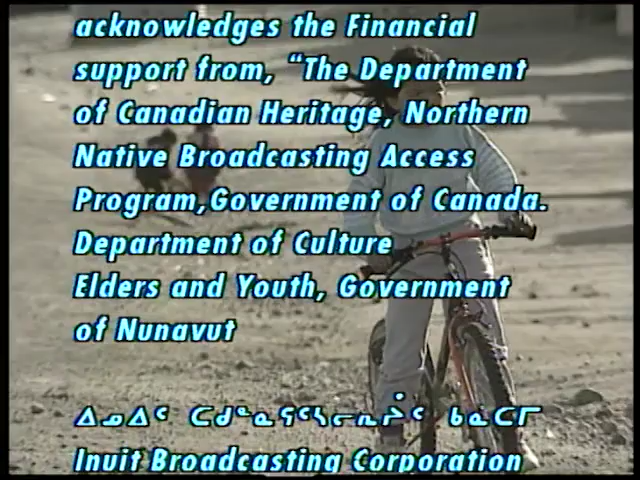 acknowledges the Financial
support from, “The Department
of Canadian Heritage, Northern
Native Broadcasting Access
Program,Government of Canada.
Department of Culture
Elders and Youth, Government
of Nunavut
ᐃᓄᐃᑦ ᑕᑯᓐᓇᕋᑦᓴᓕᕆᔩᑦ ᑲᓇᑕᒥ
Inuit Broadcasting Corporation